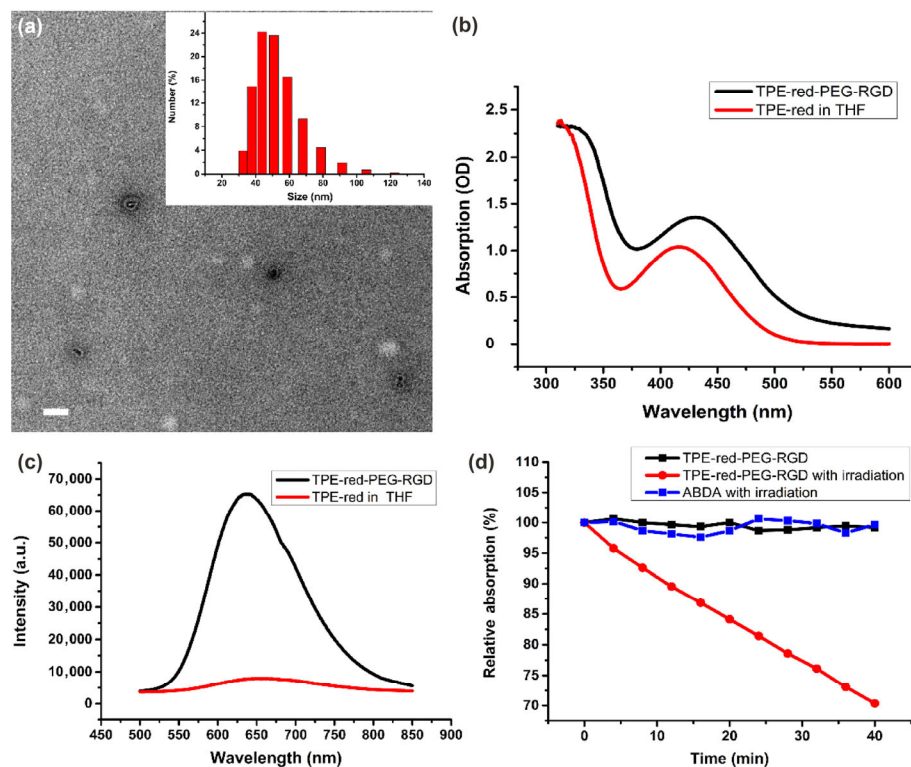 (a)
24
20
16
12
8
4
0
Number (%)
20 40 60 80 100 120 140
Size (nm)
(b)
TPE-red-PEG-RGD
TPE-red in THF
2.5
2.0
1.5
1.0
0.5
0
Absorption (OD)
300 350 400 450 500 550 600
Wavelength (nm)
(c)
TPE-red-PEG-RGD
TPE-red in THF
70,000
60,000
50,000
40,000
30,000
20,000
10,000
0
Intensity (a.u.)
450 500 550 600 650 700 750 800 850 900
Wavelength (nm)
(d)
TPE-red-PEG-RGD
TPE-red-PEG-RGD with irradiation
ABDA with irradiation
110
105
100
95
90
85
80
75
70
Relative absorption (%)
0 10 20 30 40
Time (min)